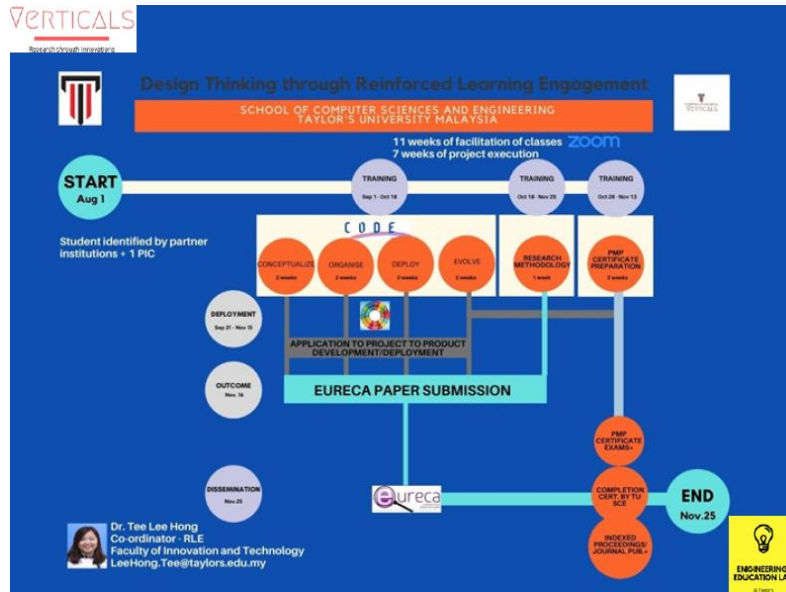 VERTICALS
Research through Innovations
Design Thinking through Reinforced Learning Engagement
SCHOOL OF COMPUTER SCIENCES AND ENGINEERING
TAYLOR'S UNIVERSITY MALAYSIA
VERTICALS
11 weeks of facilitation of classes
zoom
7 weeks of project execution
START
Aug 1
TRAINING
Sep 1 - Oct 18
TRAINING
Oct 18 - Nov 25
TRAINING
Oct 28 - Nov 13
Student identified by partner
institutions + 1 PIC
CODE
CONCEPTUALIZE
2 weeks
ORGANISE
2 weeks
DEPLOY
2 weeks
EVOLVE
2 weeks
RESEARCH
METHODOLOGY
1 week
PMP
CERTIFICATE
PREPARATION
2 weeks
DEPLOYMENT
Sep 21 - Nov 15
APPLICATION TO PROJECT TO PRODUCT
DEVELOPMENT/DEPLOYMENT
OUTCOME
Nov. 16
EURECA PAPER SUBMISSION
PMP
CERTIFICATE
EXAMS+
DISSEMINATION
Nov.25
eureca
COMPLETION
CERT. BY TU
SCE
END
Nov.25
INDEXED
PROCEEDINGS/
JOURNAL PUB.+
Dr. Tee Lee Hong
Co-ordinator - RLE
Faculty of Innovation and Technology
LeeHong.Tee@taylors.edu.my
ENGINEERING
EDUCATION LA